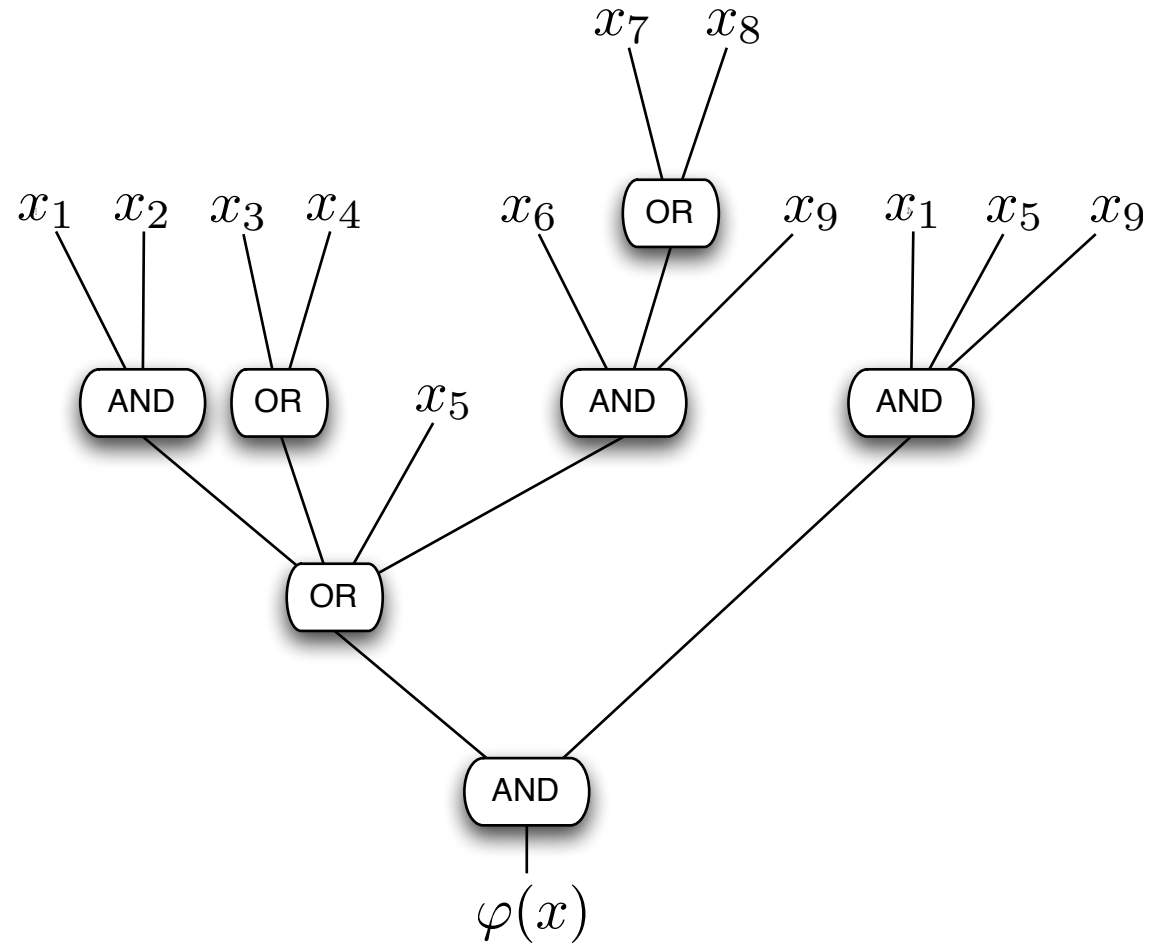 x₇ x₈
OR
x₁ x₂ x₃ x₄ x₆ x₉ x₁ x₅ x₉
AND OR x₅ AND AND
OR
AND
φ(x)